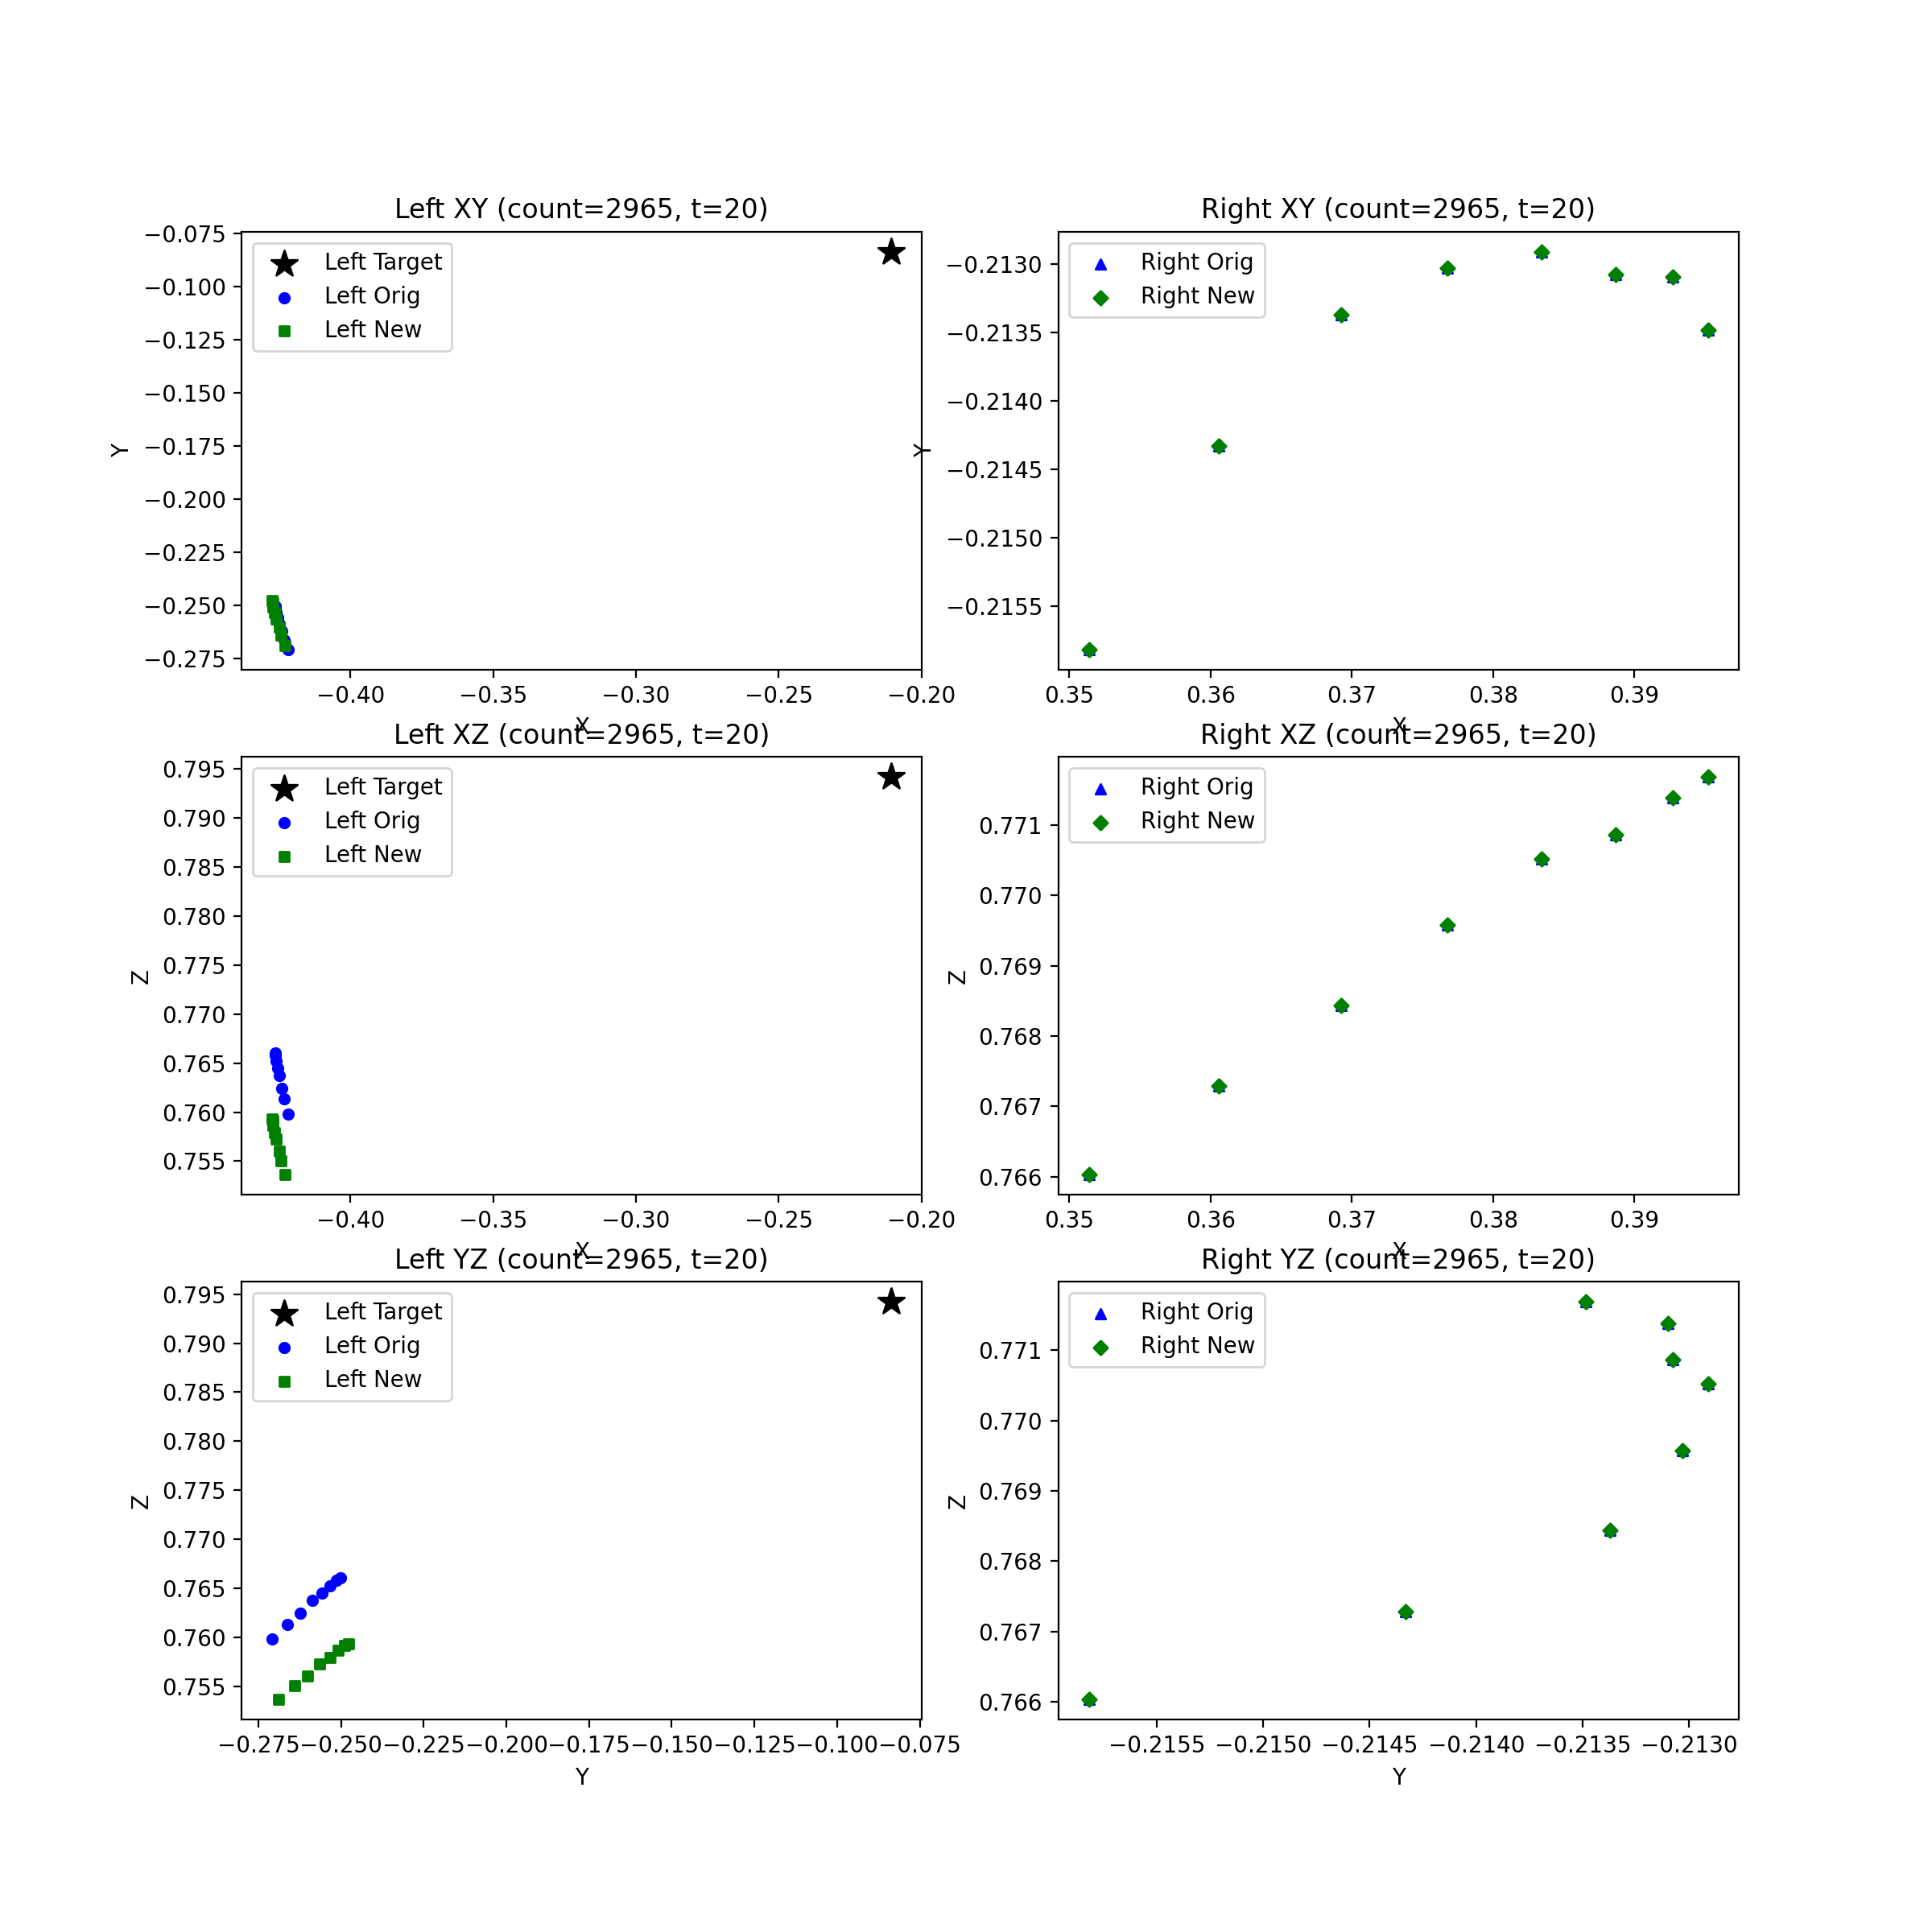 Left XY (count=2965, t=20)
Right XY (count=2965, t=20)
Left Target
Left Orig
Left New
Right Orig
Right New
−0.075
−0.100
−0.125
−0.150
−0.175
−0.200
−0.225
−0.250
−0.275
Y
−0.40
−0.35
−0.30
−0.25
−0.20
X
−0.2130
−0.2135
−0.2140
−0.2145
−0.2150
−0.2155
Y
0.35
0.36
0.37
0.38
0.39
X
Left XZ (count=2965, t=20)
Right XZ (count=2965, t=20)
Left Target
Left Orig
Left New
Right Orig
Right New
0.795
0.790
0.785
0.780
0.775
0.770
0.765
0.760
0.755
Z
−0.40
−0.35
−0.30
−0.25
−0.20
X
0.771
0.770
0.769
0.768
0.767
0.766
Z
0.35
0.36
0.37
0.38
0.39
X
Left YZ (count=2965, t=20)
Right YZ (count=2965, t=20)
Left Target
Left Orig
Left New
Right Orig
Right New
0.795
0.790
0.785
0.780
0.775
0.770
0.765
0.760
0.755
Z
−0.275
−0.250
−0.225
−0.200
−0.175
−0.150
−0.125
−0.100
−0.075
Y
0.771
0.770
0.769
0.768
0.767
0.766
Z
−0.2155
−0.2150
−0.2145
−0.2140
−0.2135
−0.2130
Y